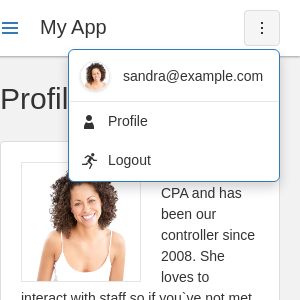 My App
sandra@example.com
Profil
Profile
Logout
CPA and has
been our
controller since
2008. She
loves to
interact with staff so if you`ve not met